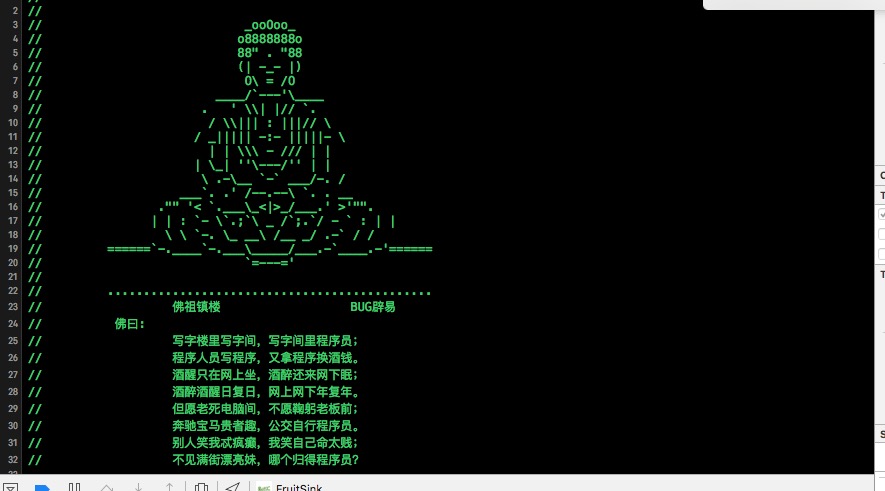 2 //
3 // _ooOoo_
4 // o8888888o
5 // 88" . "88
6 // (| -_- |)
7 // O\ = /O
8 // ____/`---'\____
9 // . ' \\| |// `.
10 // / \\||| : |||// \
11 // / _||||| -:- |||||- \
12 // | | \\\ - /// | |
13 // | \_| ''\---/'' | |
14 // \ .-\__ `-` ___/-. /
15 // ___`. .' /--.--\ `. . __
16 // ."" '< `.___\_<|>_/___.' >'"".
17 // | | : `- \`.;`\ _ /`;.`/ - ` : | |
18 // \ \ `-. \_ __\ /__ _/ .-` / /
19 // ======`-.____`-.___\_____/___.-`____.-'======
20 // `=---='
21 //
22 // .............................................
23 // 佛祖镇楼 BUG辟易
24 // 佛曰:
25 // 写字楼里写字间，写字间里程序员；
26 // 程序人员写程序，又拿程序换酒钱。
27 // 酒醒只在网上坐，酒醉还来网下眠；
28 // 酒醉酒醒日复日，网上网下年复年。
29 // 但愿老死电脑间，不愿鞠躬老板前；
30 // 奔驰宝马贵者趣，公交自行程序员。
31 // 别人笑我忒疯癫，我笑自己命太贱；
32 // 不见满街漂亮妹，哪个归得程序员？
FruitSink